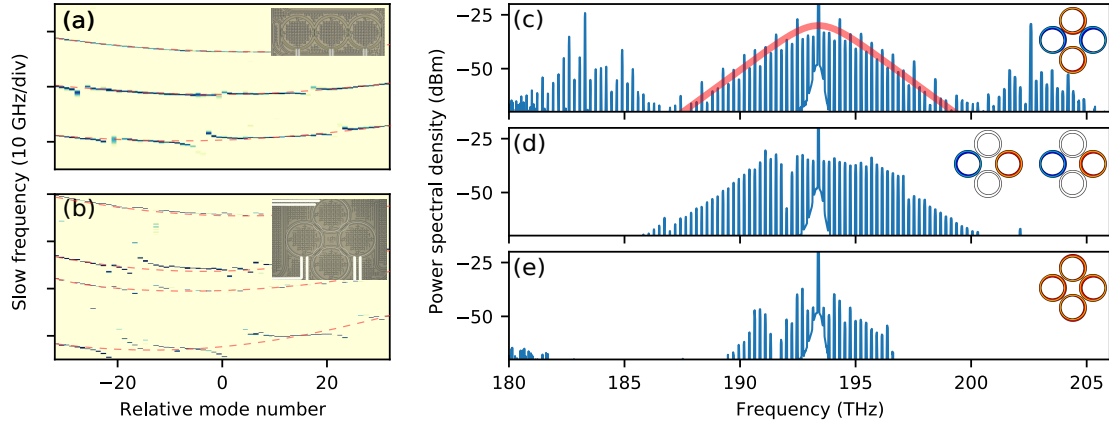 (a)
(b)
Slow frequency (10 GHz/div)
−20
0
20
Relative mode number
(c)
−25
−50
(d)
−25
−50
(e)
−25
−50
Power spectral density (dBm)
180
185
190
195
200
205
Frequency (THz)